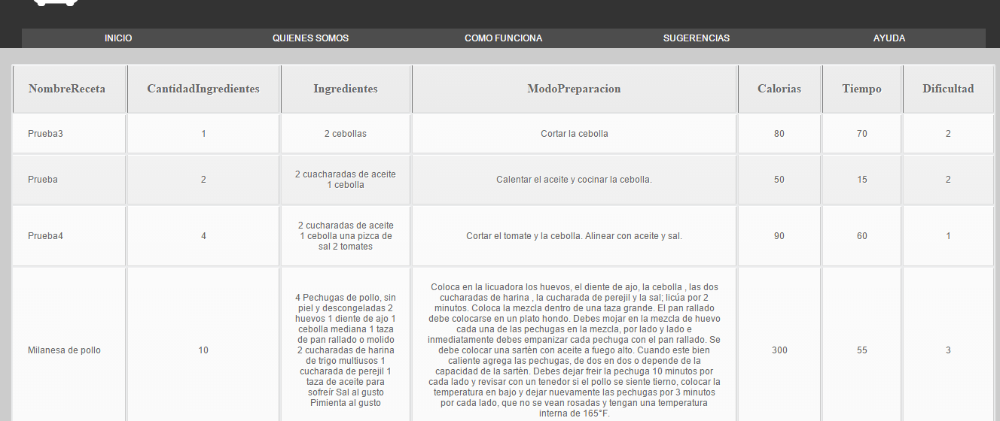 INICIO QUIENES SOMOS COMO FUNCIONA SUGERENCIAS AYUDA
NombreReceta CantidadIngredientes Ingredientes ModoPreparacion Calorias Tiempo Dificultad
Prueba3 1 2 cebollas Cortar la cebolla 80 70 2
Prueba 2
2 cuacharadas de aceite
1 cebolla
Calentar el aceite y cocinar la cebolla. 50 15 2
Prueba4 4
2 cucharadas de aceite
1 cebolla una pizca de
sal 2 tomates
Cortar el tomate y la cebolla. Alinear con aceite y sal. 90 60 1
Milanesa de pollo 10
4 Pechugas de pollo, sin
piel y descongeladas 2
huevos 1 diente de ajo 1
cebolla mediana 1 taza
de pan rallado o molido
2 cucharadas de harina
de trigo multiusos 1
cucharada de perejil 1
taza de aceite para
sofreír Sal al gusto
Pimienta al gusto
Coloca en la licuadora los huevos, el diente de ajo, la cebolla , las dos
cucharadas de harina , la cucharada de perejil y la sal; licúa por 2
minutos. Coloca la mezcla dentro de una taza grande. El pan rallado
debe colocarse en un plato hondo. Debes mojar en la mezcla de huevo
cada una de las pechugas en la mezcla, por lado y lado e
inmediatamente debes empanizar cada pechuga con el pan rallado. Se
debe colocar una sartén con aceite a fuego alto. Cuando este bien
caliente agrega las pechugas, de dos en dos o depende de la
capacidad de la sartén. Debes dejar freir la pechuga 10 minutos por
cada lado y revisar con un tenedor si el pollo se siente tierno, colocar la
temperatura en bajo y dejar nuevamente las pechugas por 3 minutos
por cada lado, que no se vean rosadas y tengan una temperatura
interna de 165°F.
300 55 3